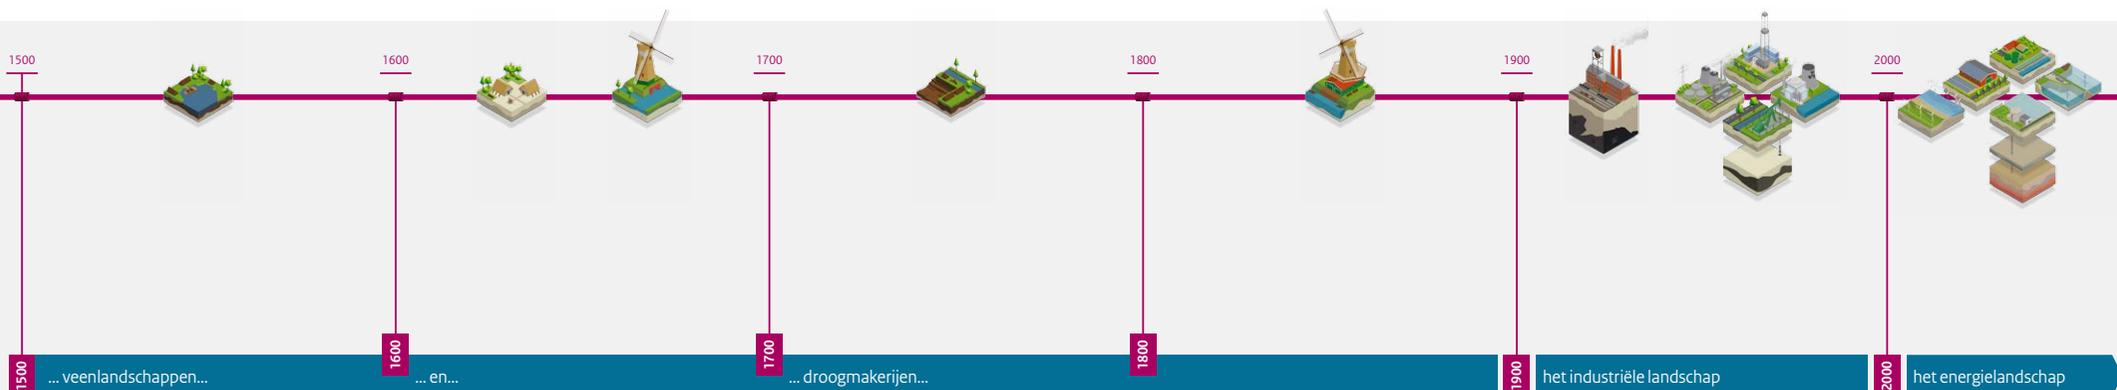 1500
1600
1700
1800
1900
2000
1500
1600
1700
1800
1900
2000
... veenlandschappen...
... en...
... droogmakerijen...
het industriële landschap
het energielandschap